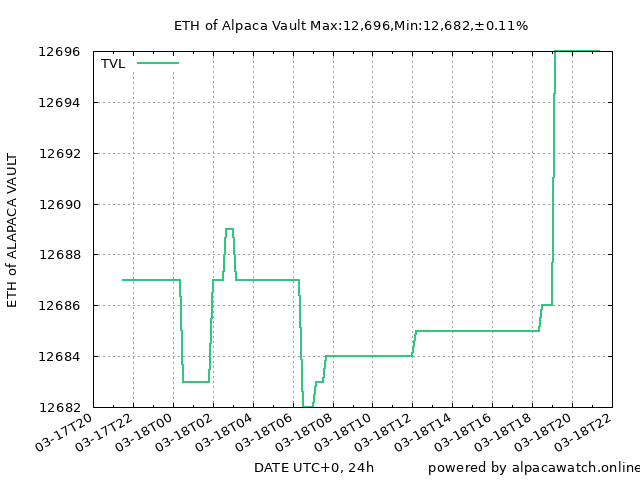 ETH of Alpaca Vault Max:12,696,Min:12,682,±0.11%
TVL
12696
12694
12692
12690
12688
12686
12684
12682
ETH of ALAPACA VAULT
03-17T20
03-17T22
03-18T00
03-18T02
03-18T04
03-18T06
03-18T08
03-18T10
03-18T12
03-18T14
03-18T16
03-18T18
03-18T20
03-18T22
DATE UTC+0, 24h
powered by alpacawatch.online